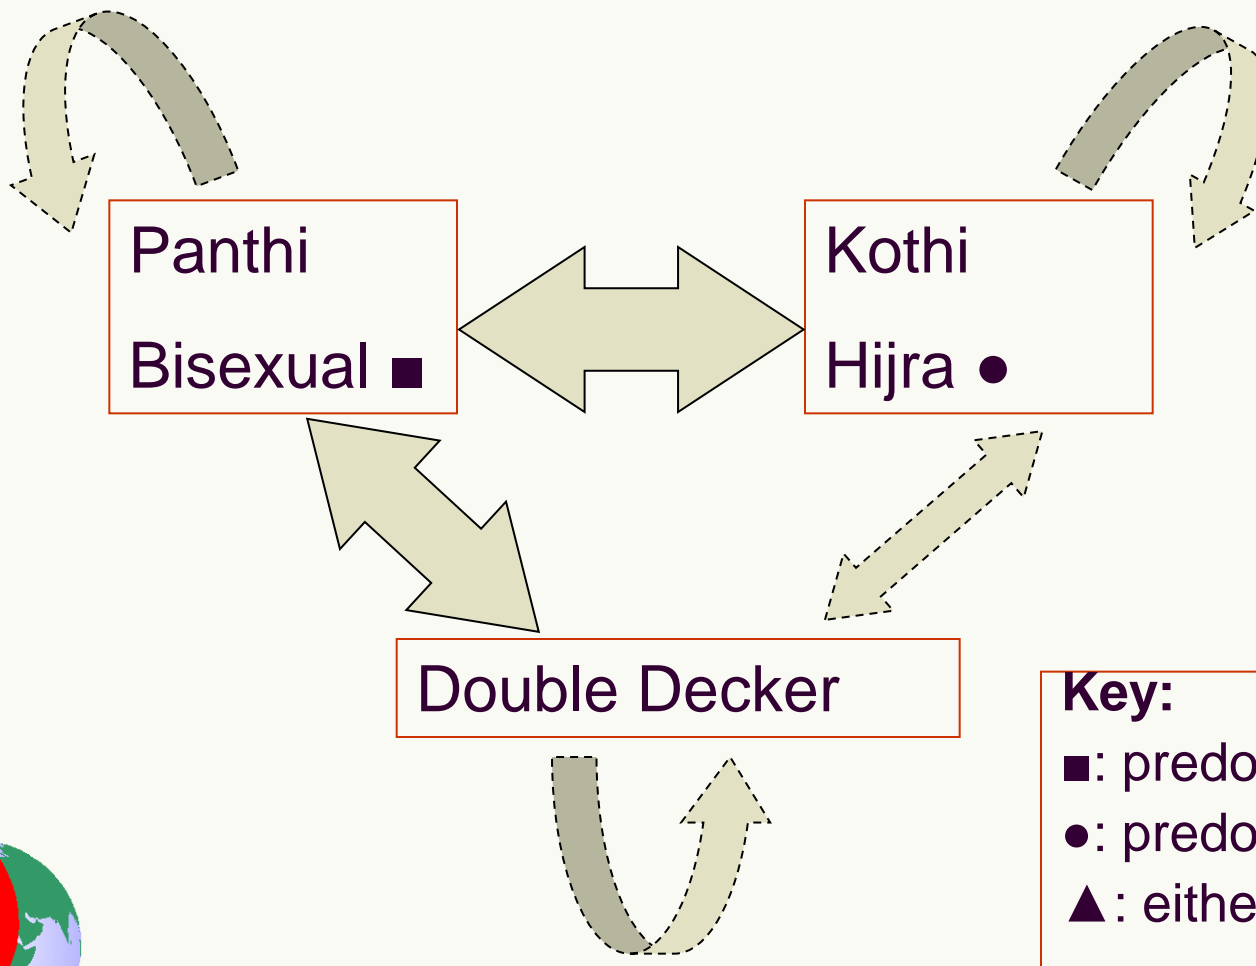 Panthi
Bisexual ■
Kothi
Hijra ●
Double Decker
Key:
■: predo
●: predo
▲: eithe